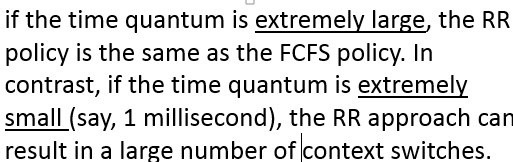 if the time quantum is extremely large, the RR
policy is the same as the FCFS policy. In
contrast, if the time quantum is extremely
small (say, 1 millisecond), the RR approach can
result in a large number of context switches.